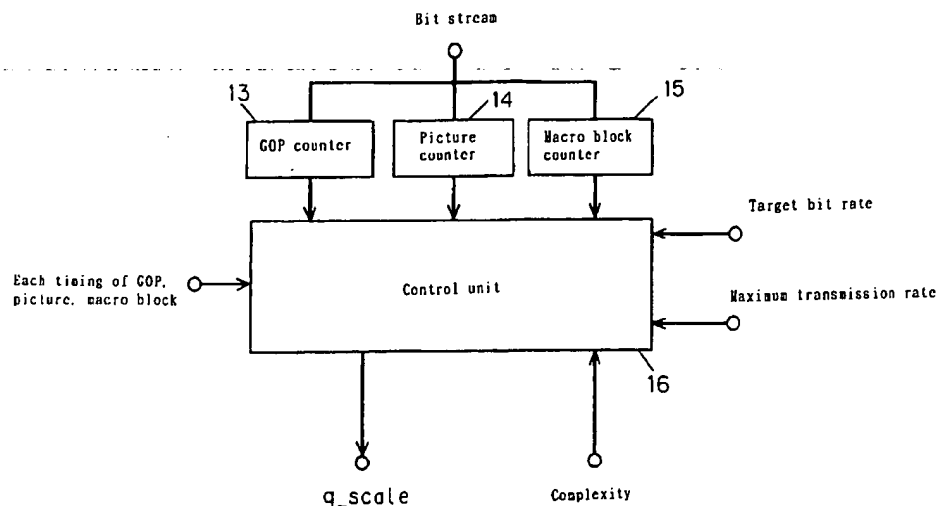 Bit stream
13
14
15
GOP counter
Picture
counter
Macro block
counter
Target bit rate
Each timing of GOP,
picture, macro block
Control unit
Maximum transmission rate
16
q_scale
Complexity